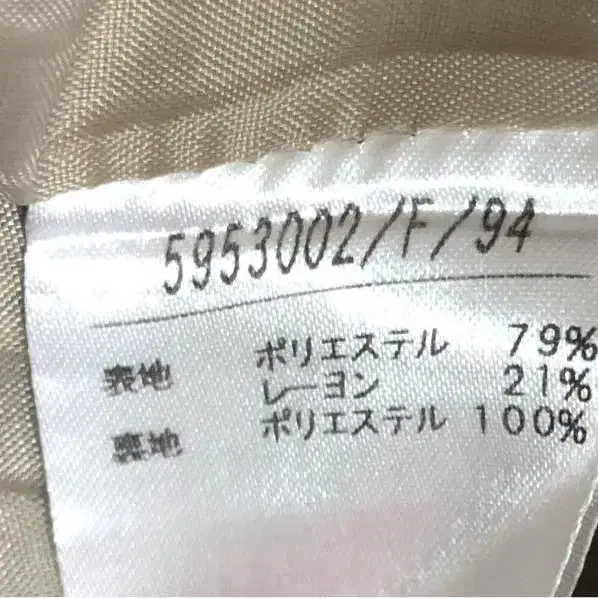 5953002/F/94
表地 ポリエステル 79%
レーヨン 21%
裏地 ポリエステル 100%